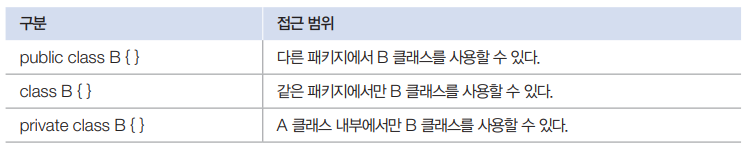 구분 접근 범위
public class B { } 다른 패키지에서 B 클래스를 사용할 수 있다.
class B { } 같은 패키지에서만 B 클래스를 사용할 수 있다.
private class B { } A 클래스 내부에서만 B 클래스를 사용할 수 있다.